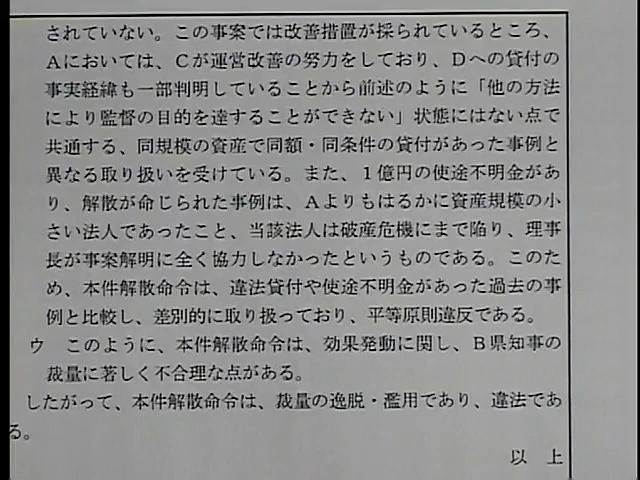 されていない。この事案では改善措置が採られているところ、
Ａにおいては、Ｃが運営改善の努力をしており、Ｄへの貸付の
事実経緯も一部判明していることから前述のように「他の方法
により監督の目的を達することができない」状態にはない点で
共通する、同規模の資産で同額・同条件の貸付があった事例と
異なる取り扱いを受けている。また、１億円の使途不明金があ
り、解散が命じられた事例は、Ａよりもはるかに資産規模の小
さい法人であったこと、当該法人は破産危機にまで陥り、理事
長が事案解明に全く協力しなかったというものである。このた
め、本件解散命令は、違法貸付や使途不明金があった過去の事
例と比較し、差別的に取り扱っており、平等原則違反である。
ウ　このように、本件解散命令は、効果発動に関し、Ｂ県知事の
裁量に著しく不合理な点がある。
したがって、本件解散命令は、裁量の逸脱・濫用であり、違法であ
る。
以　上